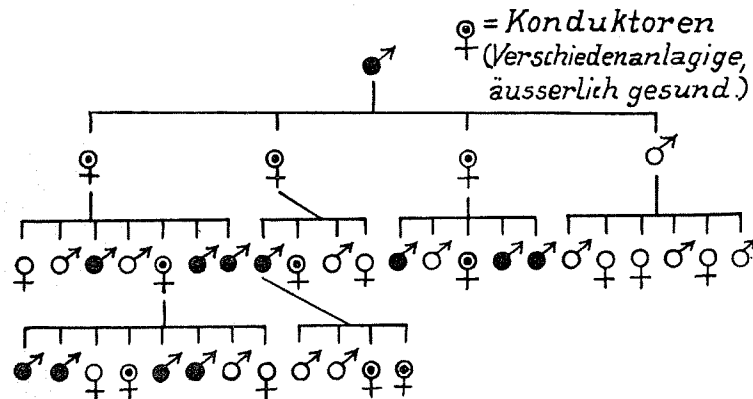 = Konduktoren
(Verschiedenanlagige,
äusserlich gesund.)